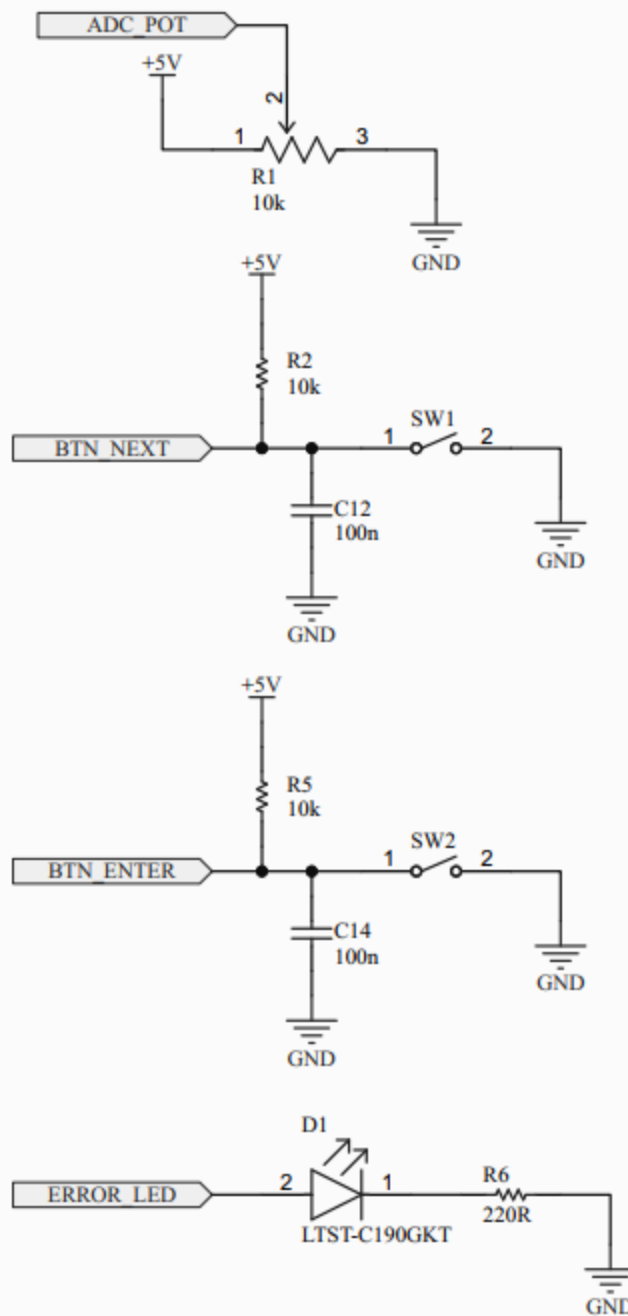 ADC_POT
+5V
2
1
3
R1
10k
GND
+5V
R2
10k
BTN_NEXT
1
SW1
2
C12
100n
GND
GND
+5V
R5
10k
BTN_ENTER
1
SW2
2
C14
100n
GND
GND
D1
ERROR_LED
2
1
R6
220R
LTST-C190GKT
GND